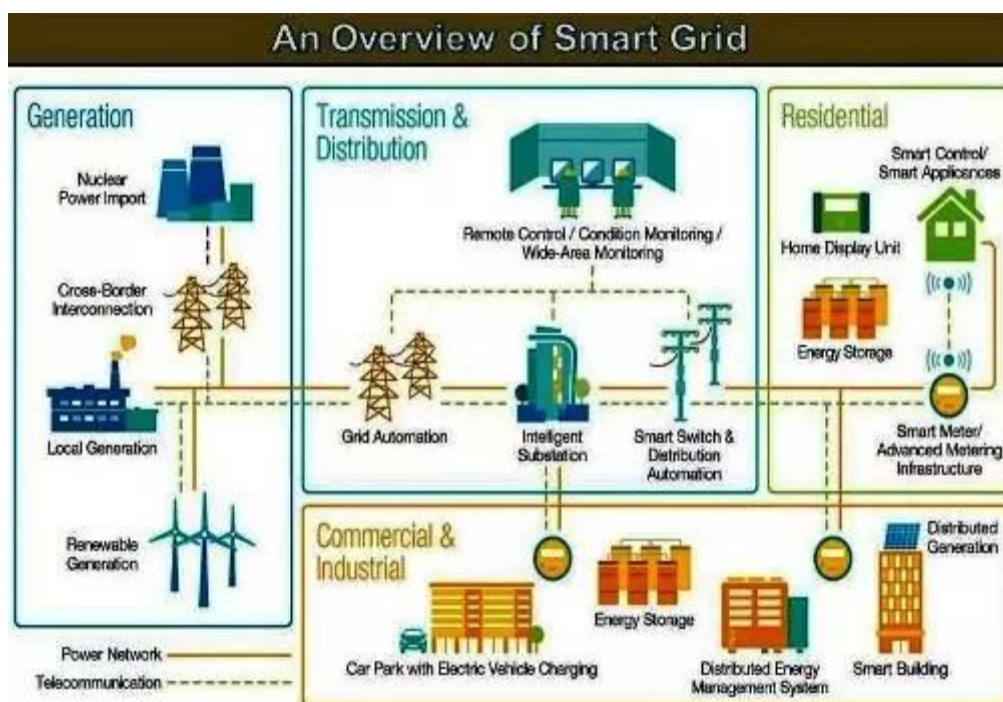 An Overview of Smart Grid
Generation
Nuclear
Power Import
Cross-Border
Interconnection
Local Generation
Renewable
Generation
Power Network
Telecommunication
Transmission &
Distribution
Remote Control / Condition Monitoring /
Wide-Area Monitoring
Grid Automation
Intelligent
Substation
Smart Switch &
Distribution
Automation
Residential
Smart Control/
Smart Applicances
Home Display Unit
Energy Storage
Smart Meter/
Advanced Metering
Infrastructure
Commercial &
Industrial
Car Park with Electric Vehicle Charging
Energy Storage
Distributed Energy
Management System
Distributed
Generation
Smart Building